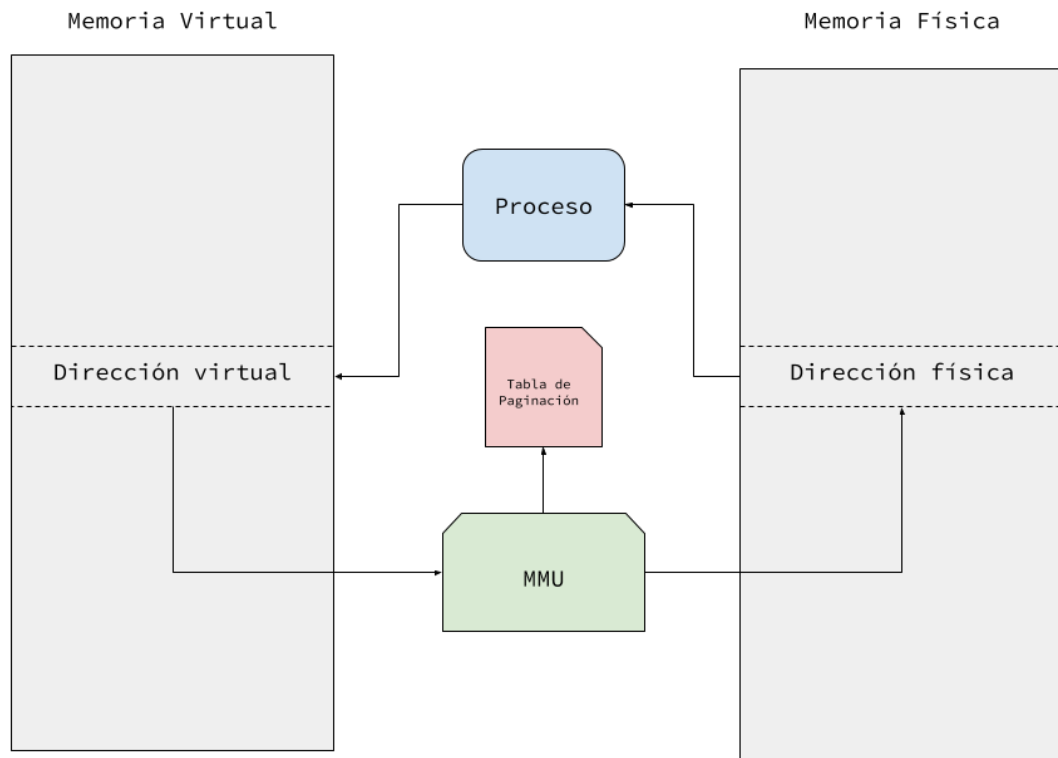 Memoria Virtual
Memoria Física
Proceso
Dirección virtual
Tabla de
Paginación
Dirección física
MMU